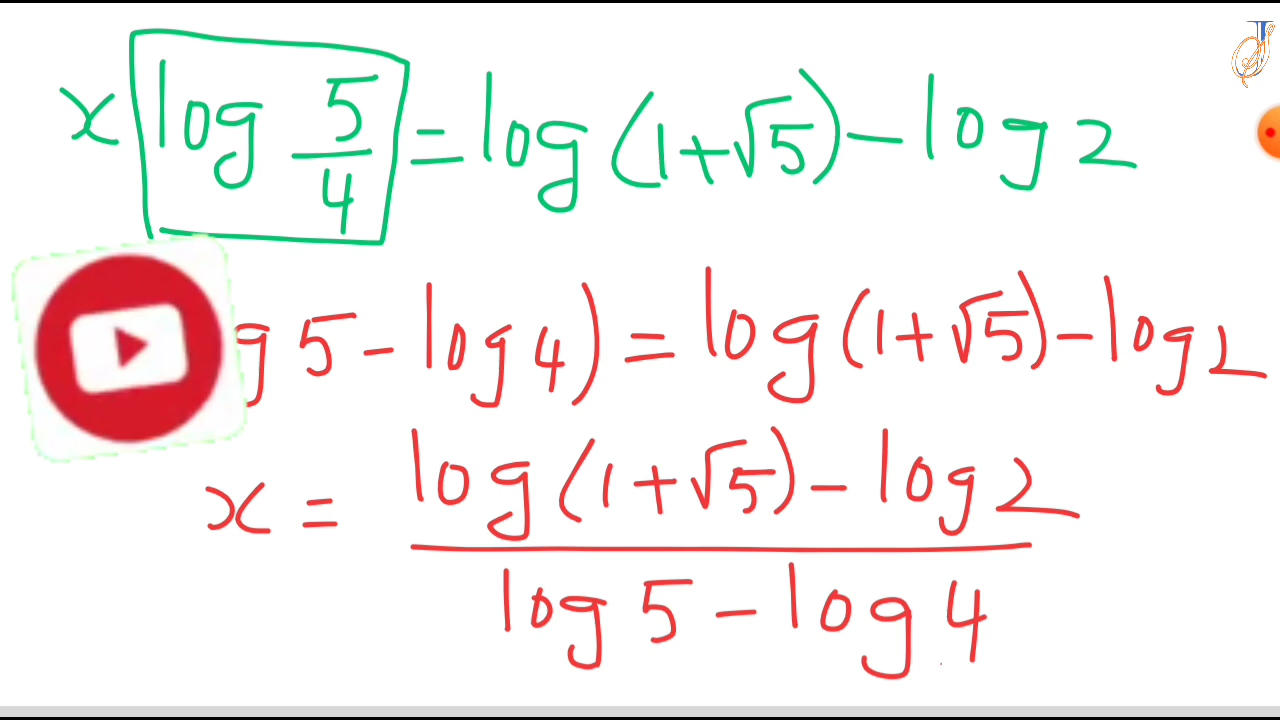 x log 5/4 = log(1+√5) - log 2
g 5 - log 4) = log(1+√5) - log 2
x = log(1+√5) - log 2
log 5 - log 4